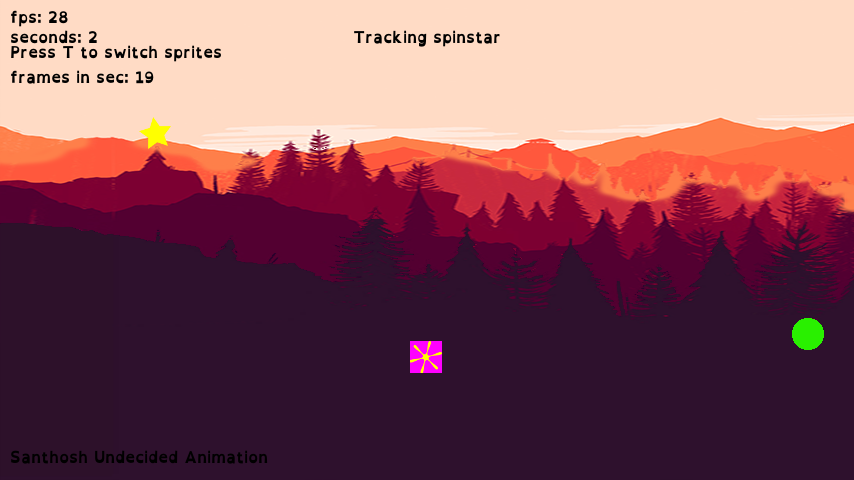 fps: 28
seconds: 2
Tracking spinstar
Press T to switch sprites
frames in sec: 19
Santhosh Undecided Animation